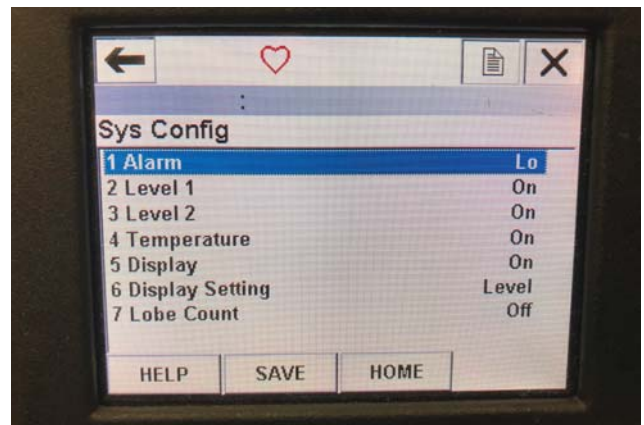 :
Sys Config
1 Alarm Lo
2 Level 1 On
3 Level 2 On
4 Temperature On
5 Display On
6 Display Setting Level
7 Lobe Count Off
HELP SAVE HOME